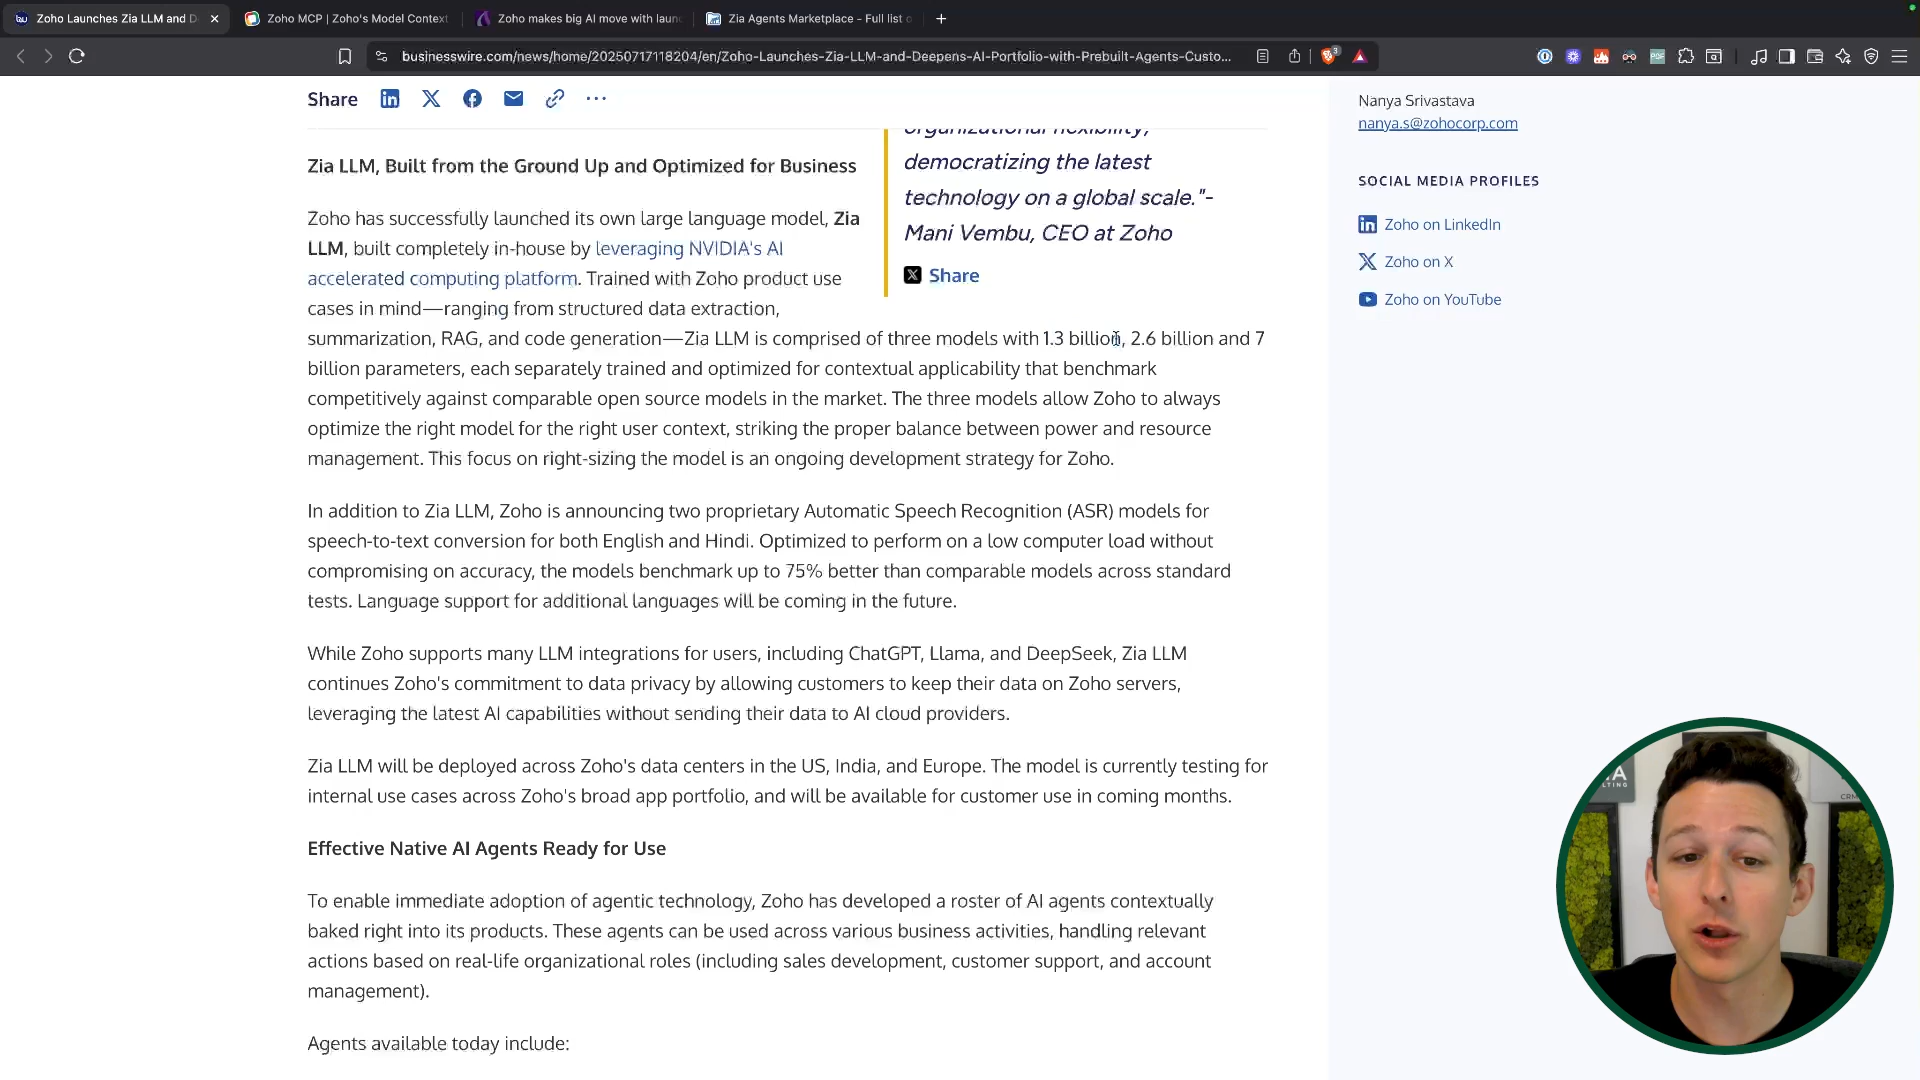 Zoho Launches Zia LLM and D
Zoho MCP | Zoho's Model Context
Zoho makes big AI move with laun
Zia Agents Marketplace - Full list o
businesswire.com/news/home/20250717118204/en/Zoho-Launches-Zia-LLM-and-Deepens-AI-Portfolio-with-Prebuilt-Agents-Custo...
3
PDF
Share
organizational flexibility,
democratizing the latest
technology on a global scale."-
Mani Vembu, CEO at Zoho
Share
Zia LLM, Built from the Ground Up and Optimized for Business
Zoho has successfully launched its own large language model, Zia
LLM, built completely in-house by leveraging NVIDIA's AI
accelerated computing platform. Trained with Zoho product use
cases in mind—ranging from structured data extraction,
summarization, RAG, and code generation—Zia LLM is comprised of three models with 1.3 billion, 2.6 billion and 7
billion parameters, each separately trained and optimized for contextual applicability that benchmark
competitively against comparable open source models in the market. The three models allow Zoho to always
optimize the right model for the right user context, striking the proper balance between power and resource
management. This focus on right-sizing the model is an ongoing development strategy for Zoho.
In addition to Zia LLM, Zoho is announcing two proprietary Automatic Speech Recognition (ASR) models for
speech-to-text conversion for both English and Hindi. Optimized to perform on a low computer load without
compromising on accuracy, the models benchmark up to 75% better than comparable models across standard
tests. Language support for additional languages will be coming in the future.
While Zoho supports many LLM integrations for users, including ChatGPT, Llama, and DeepSeek, Zia LLM
continues Zoho's commitment to data privacy by allowing customers to keep their data on Zoho servers,
leveraging the latest AI capabilities without sending their data to AI cloud providers.
Zia LLM will be deployed across Zoho's data centers in the US, India, and Europe. The model is currently testing for
internal use cases across Zoho's broad app portfolio, and will be available for customer use in coming months.
Effective Native AI Agents Ready for Use
To enable immediate adoption of agentic technology, Zoho has developed a roster of AI agents contextually
baked right into its products. These agents can be used across various business activities, handling relevant
actions based on real-life organizational roles (including sales development, customer support, and account
management).
Agents available today include:
Nanya Srivastava
nanya.s@zohocorp.com
SOCIAL MEDIA PROFILES
Zoho on LinkedIn
Zoho on X
Zoho on YouTube
CRM